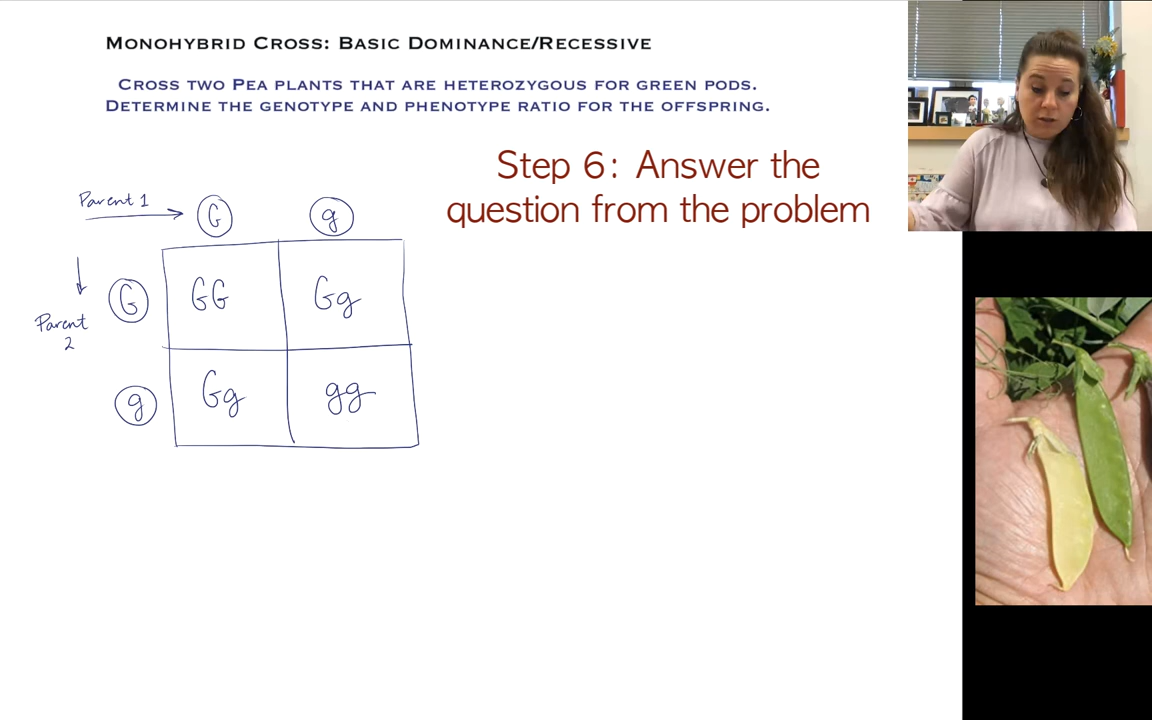 MONOHYBRID CROSS: BASIC DOMINANCE/RECESSIVE
CROSS TWO PEA PLANTS THAT ARE HETEROZYGOUS FOR GREEN PODS.
DETERMINE THE GENOTYPE AND PHENOTYPE RATIO FOR THE OFFSPRING.
Step 6: Answer the
question from the problem
Parent 1
G g
G GG Gg
Parent
2
g Gg gg